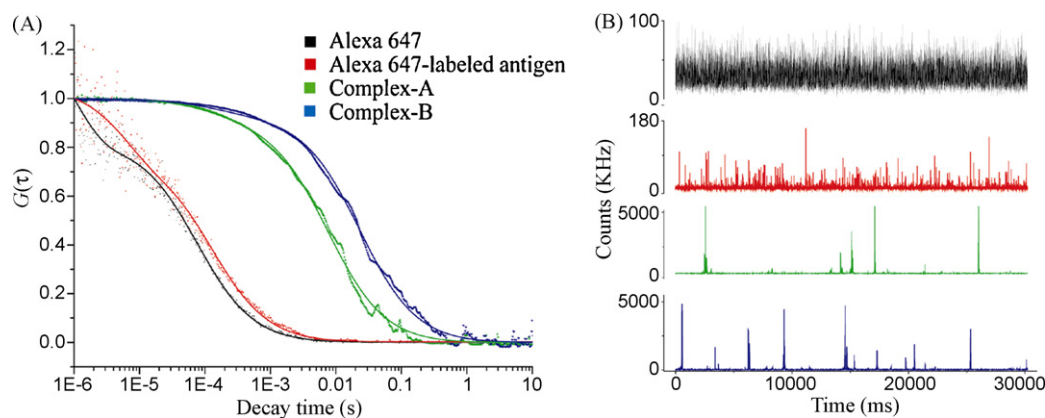 (A)
1.2
1.0
0.8
0.6
0.4
0.2
0.0
G(τ)
Alexa 647
Alexa 647-labeled antigen
Complex-A
Complex-B
1E-6 1E-5 1E-4 1E-3 0.01 0.1 1 10
Decay time (s)
(B)
100
0
180
0
5000
0
5000
0
Counts (KHz)
0 10000 20000 30000
Time (ms)